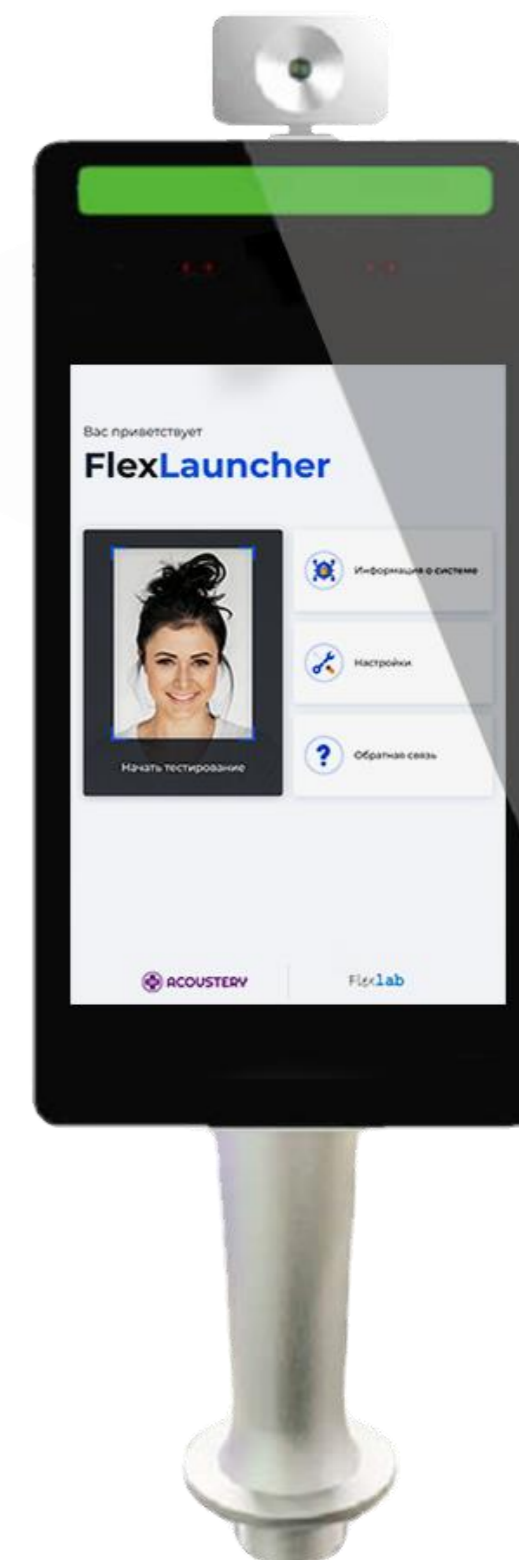 Вас приветствует
FlexLauncher
Информация о системе
Настройки
Начать тестирование
Обратная связь
ACOUSTERY
Flexlab